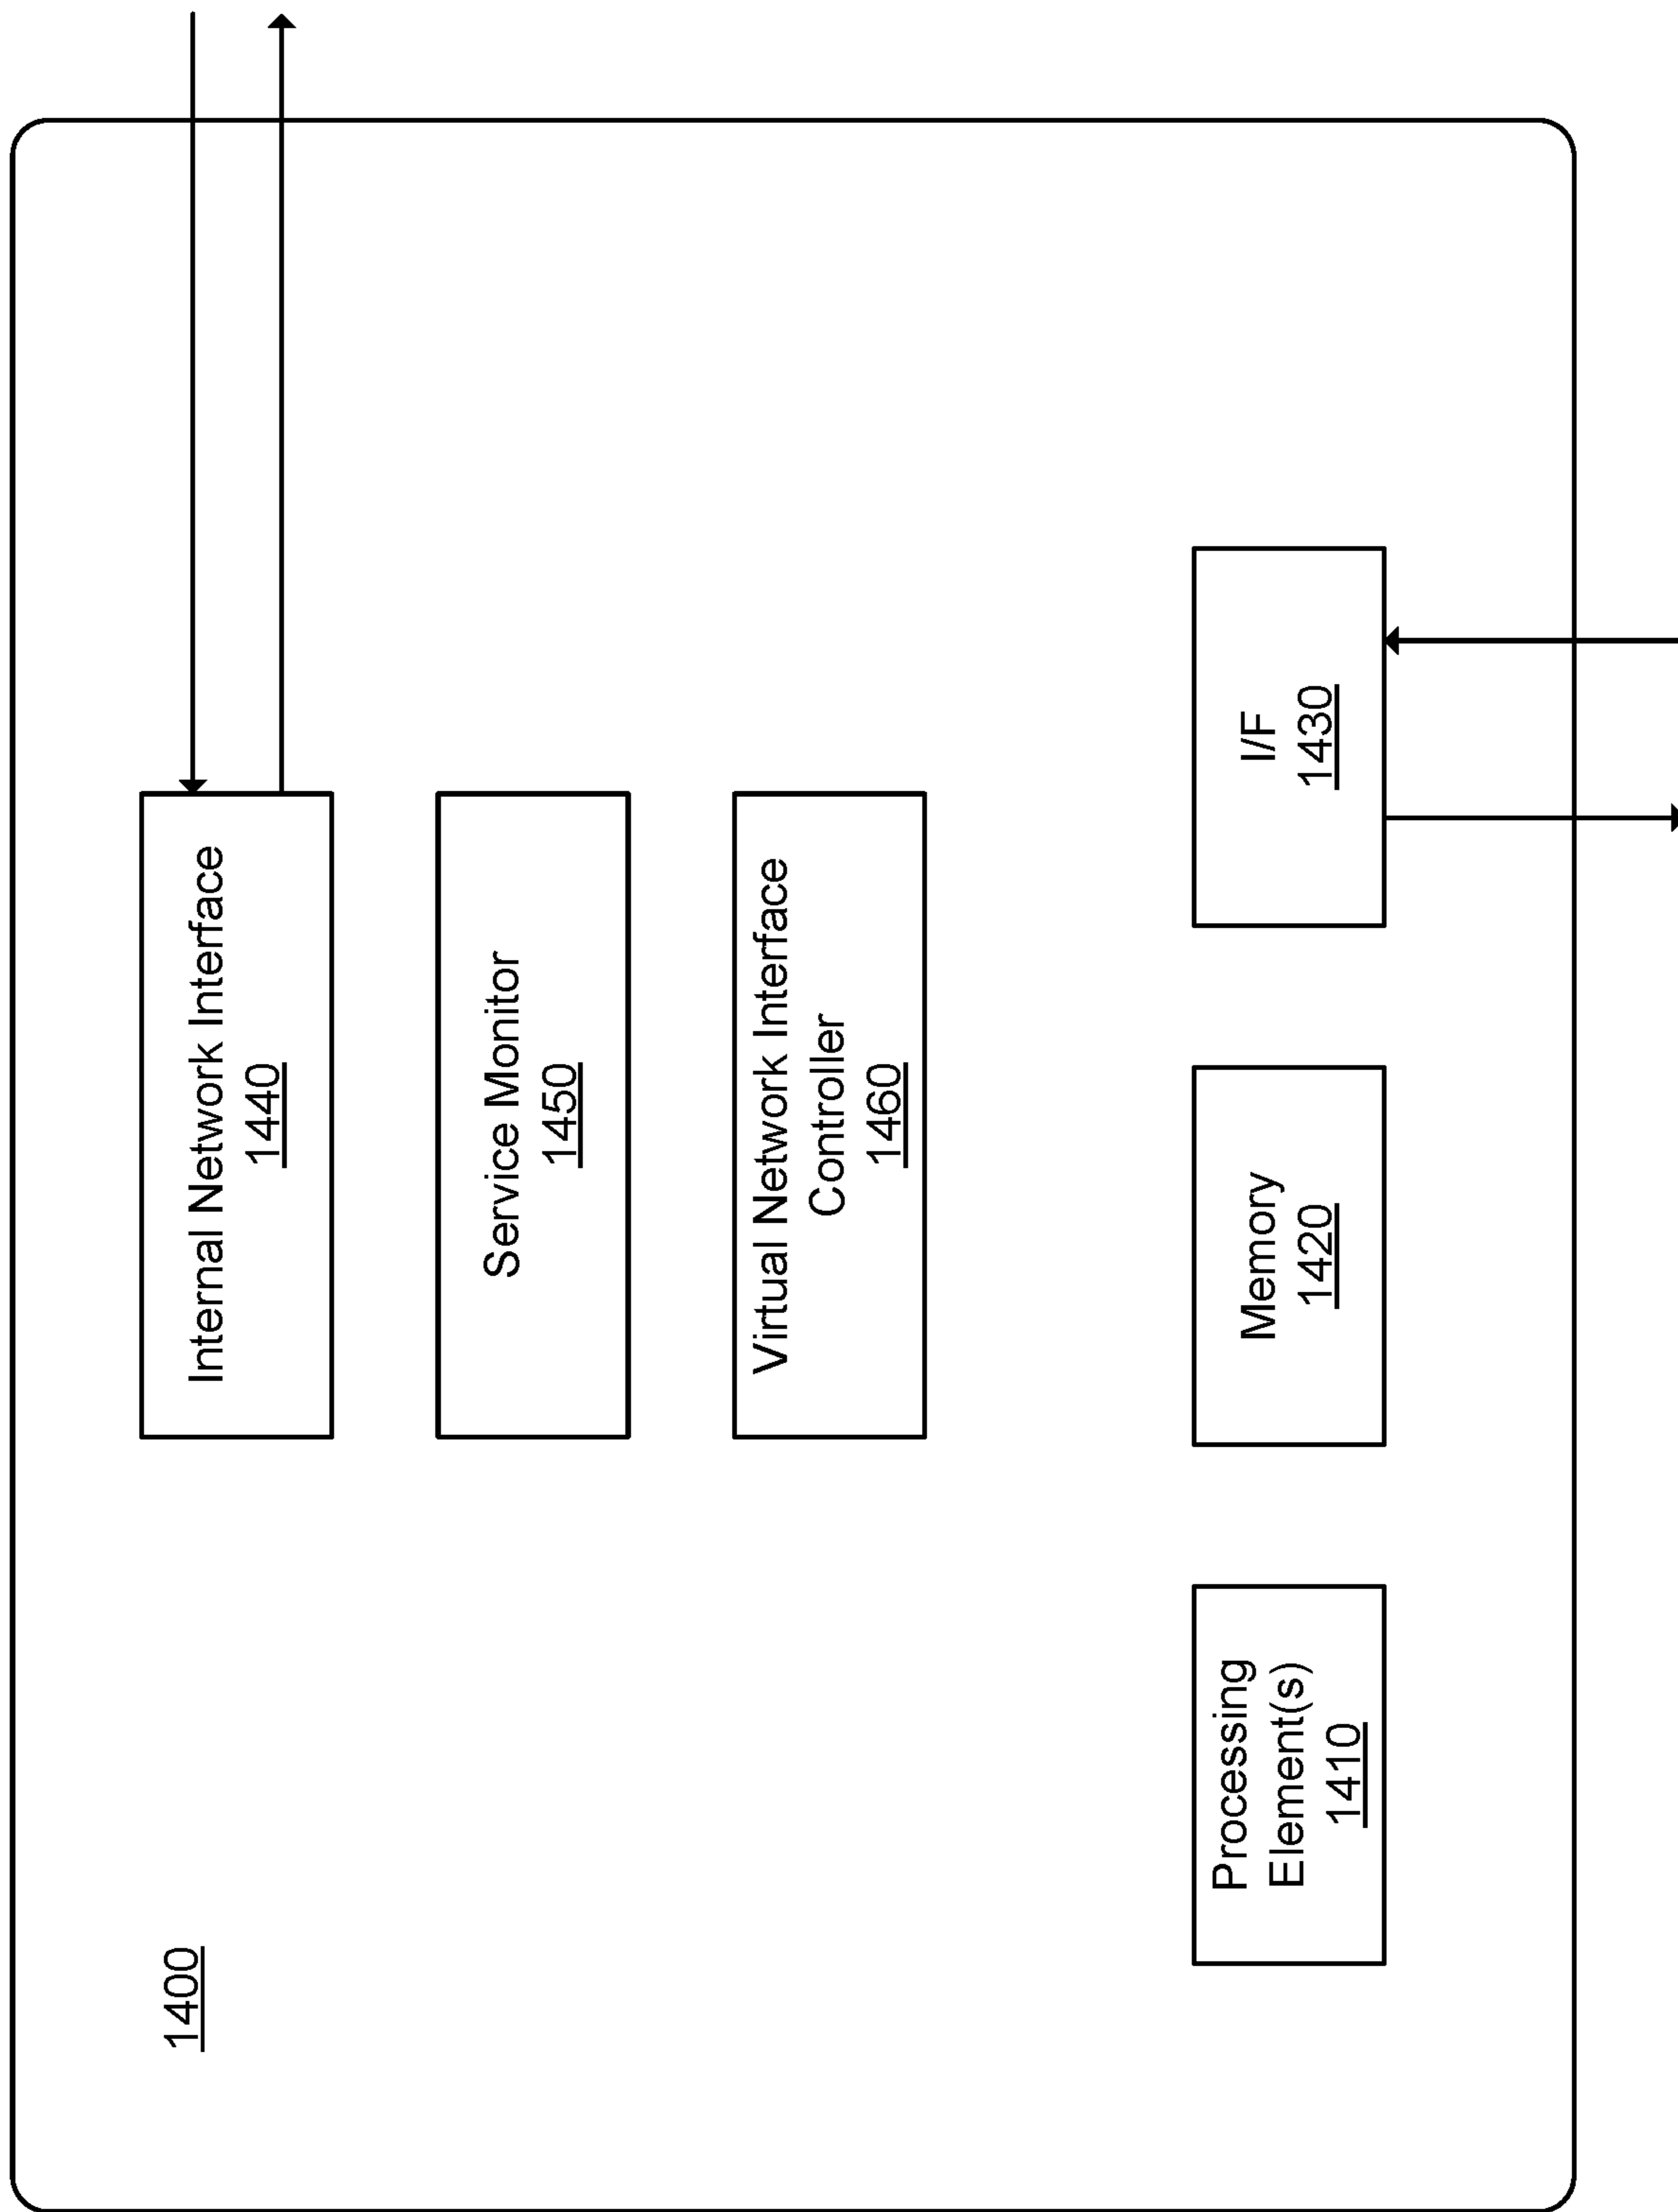 1400
Internal Network Interface
1440
Service Monitor
1450
Virtual Network Interface
Controller
1460
Processing
Element(s)
1410
Memory
1420
I/F
1430